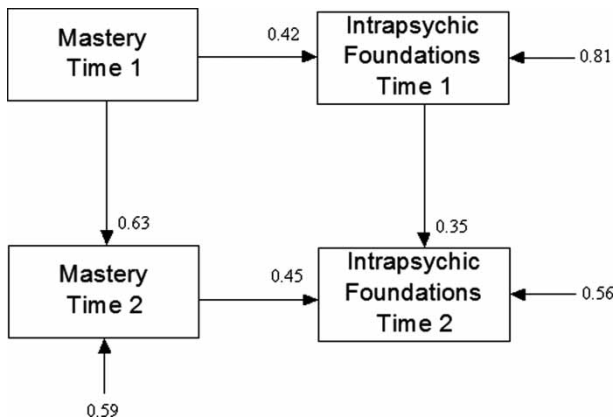 Mastery
Time 1
0.42
Intrapsychic
Foundations
Time 1
0.81
0.63
0.35
Mastery
Time 2
0.45
Intrapsychic
Foundations
Time 2
0.56
0.59